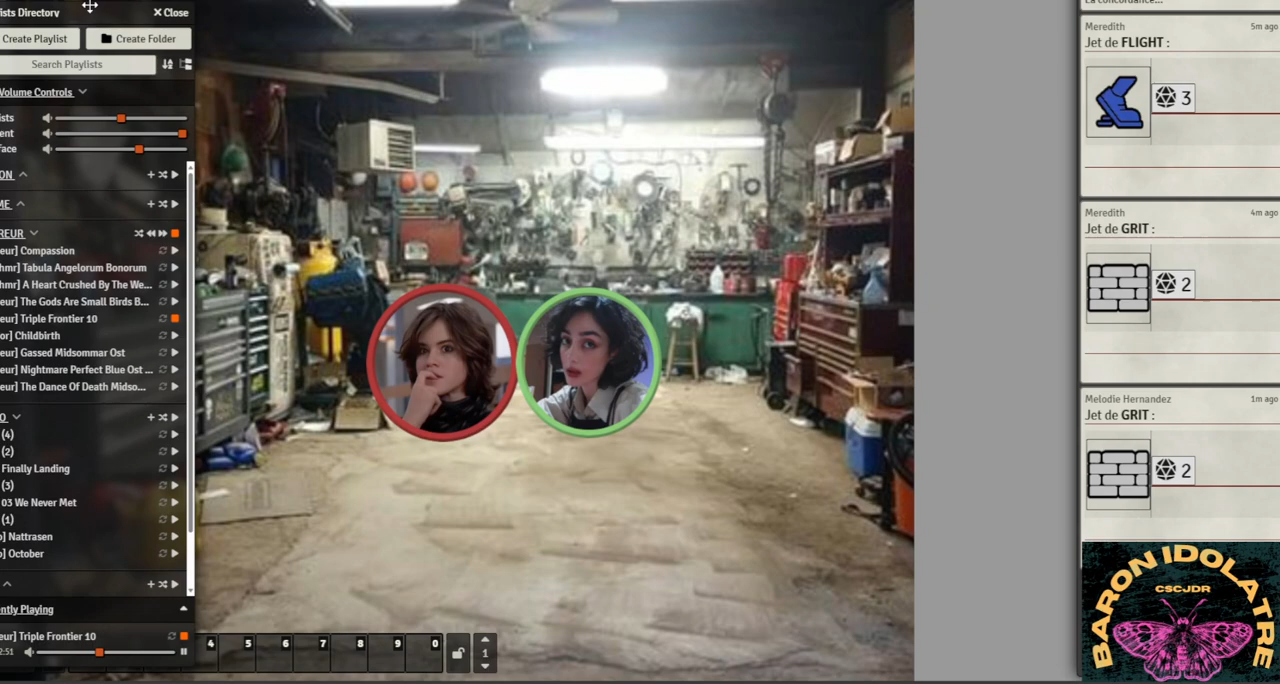 ists Directory
Close
Create Playlist
Create Folder
Search Playlists
Volume Controls
ists
ent
face
ON
ME
REUR
eur] Compassion
hmr] Tabula Angelorum Bonorum
hmr] A Heart Crushed By The We...
eur] The Gods Are Small Birds B...
eur] Triple Frontier 10
or] Childbirth
eur] Gassed Midsommar Ost
eur] Nightmare Perfect Blue Ost ...
eur] The Dance Of Death Midso...
O
(4)
(2)
Finally Landing
(3)
03 We Never Met
(1)
o] Nattrasen
o] October
ently Playing
eur] Triple Frontier 10
2:51
4 5 6 7 8 9 0
1
La concordance...
Meredith 5m ago
Jet de FLIGHT :
3
Meredith 4m ago
Jet de GRIT :
2
Melodie Hernandez 1m ago
Jet de GRIT :
2
BARON IDOLATRE
CSCJDR